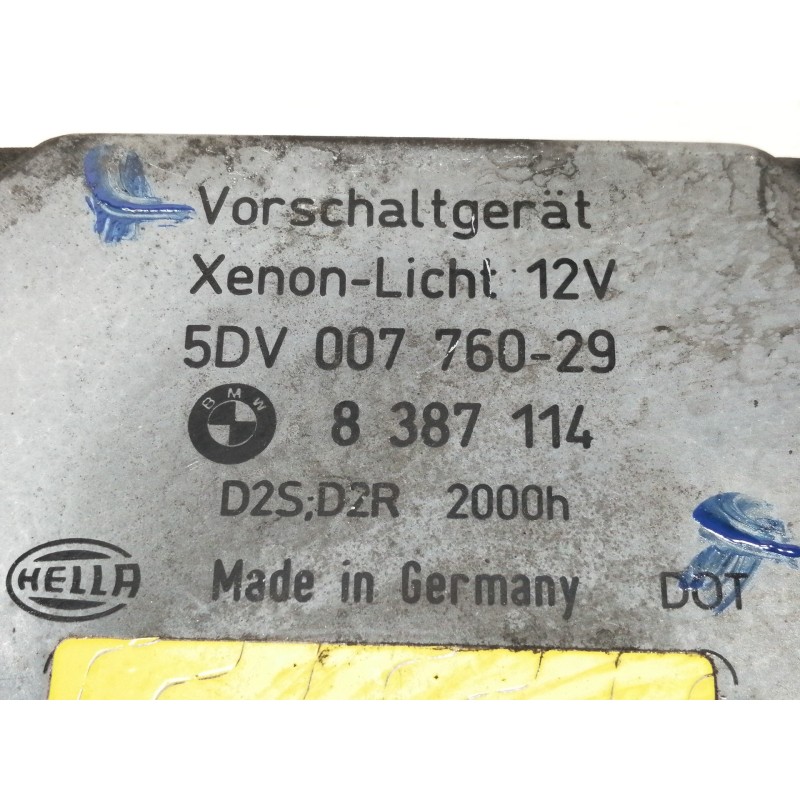 Vorschaltgerät
Xenon-Licht 12V
5DV 007 760-29
BMW 8 387 114
D2S;D2R 2000h
HELLA Made in Germany DOT